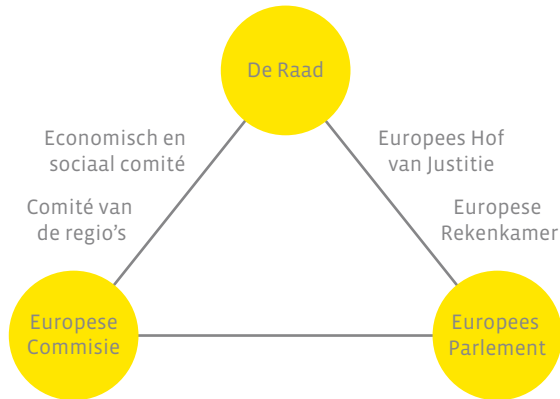 De Raad
Economisch en
sociaal comité
Europees Hof
van Justitie
Comité van
de regio's
Europese
Rekenkamer
Europese
Commisie
Europees
Parlement